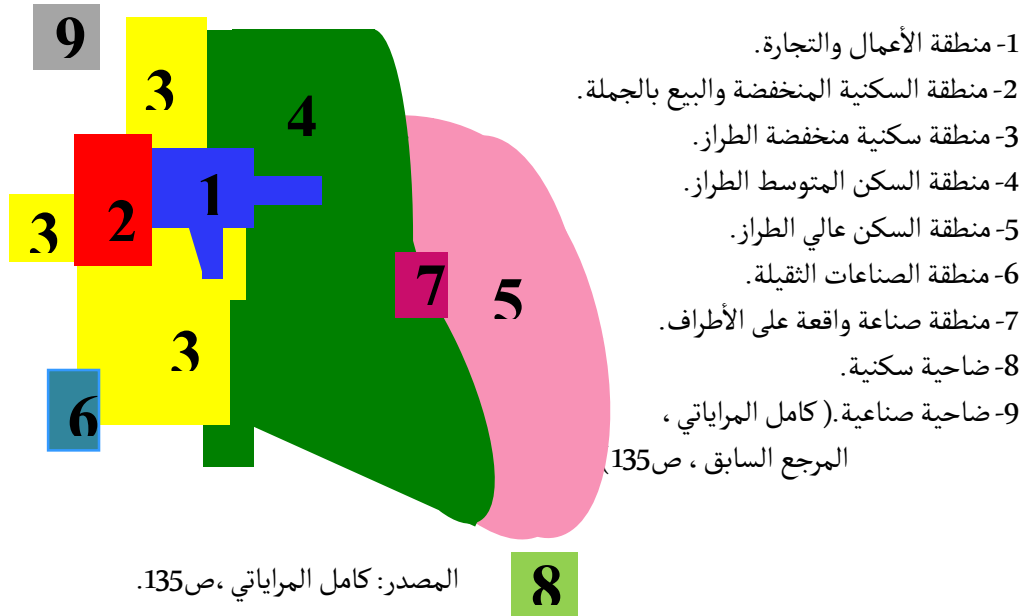 1- منطقة الأعمال والتجارة.
2- منطقة السكنية المنخفضة والبيع بالجملة.
3- منطقة سكنية منخفضة الطراز.
4- منطقة السكن المتوسط الطراز.
5- منطقة السكن عالي الطراز.
6- منطقة الصناعات الثقيلة.
7- منطقة صناعة واقعة على الأطراف.
8- ضاحية سكنية.
9- ضاحية صناعية.( كامل المراياتي ،
المرجع السابق ، ص135)
9
3
4
1
2
3
7
5
3
6
8
المصدر: كامل المراياتي ،ص135.